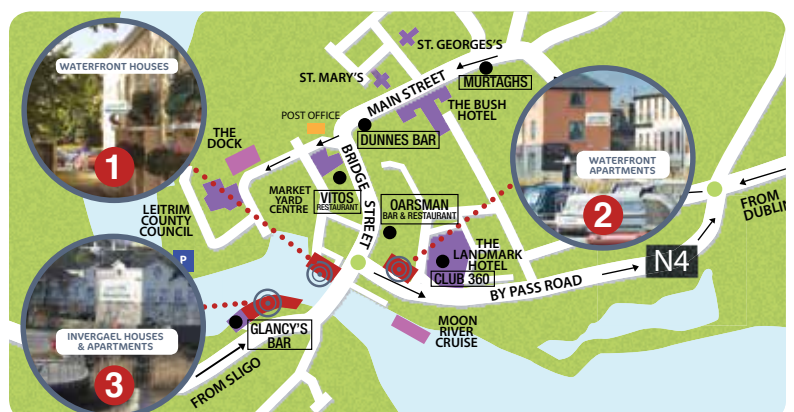 WATERFRONT HOUSES
1
ST. GEORGES'S
ST. MARY'S
MURTAGHS
MAIN STREET
THE BUSH HOTEL
POST OFFICE
THE
DOCK
DUNNES BAR
WATERFRONT
APARTMENTS
2
BRIDGE STREET
MARKET
YARD
CENTRE
VITOS
RESTAURANT
OARSMAN
BAR & RESTAURANT
LEITRIM
COUNTY
COUNCIL
FROM
DUBLIN
P
THE
LANDMARK
HOTEL
CLUB 360
N4
BY PASS ROAD
INVERGAEL HOUSES
& APARTMENTS
3
GLANCY'S
BAR
MOON
RIVER
CRUISE
FROM SLIGO